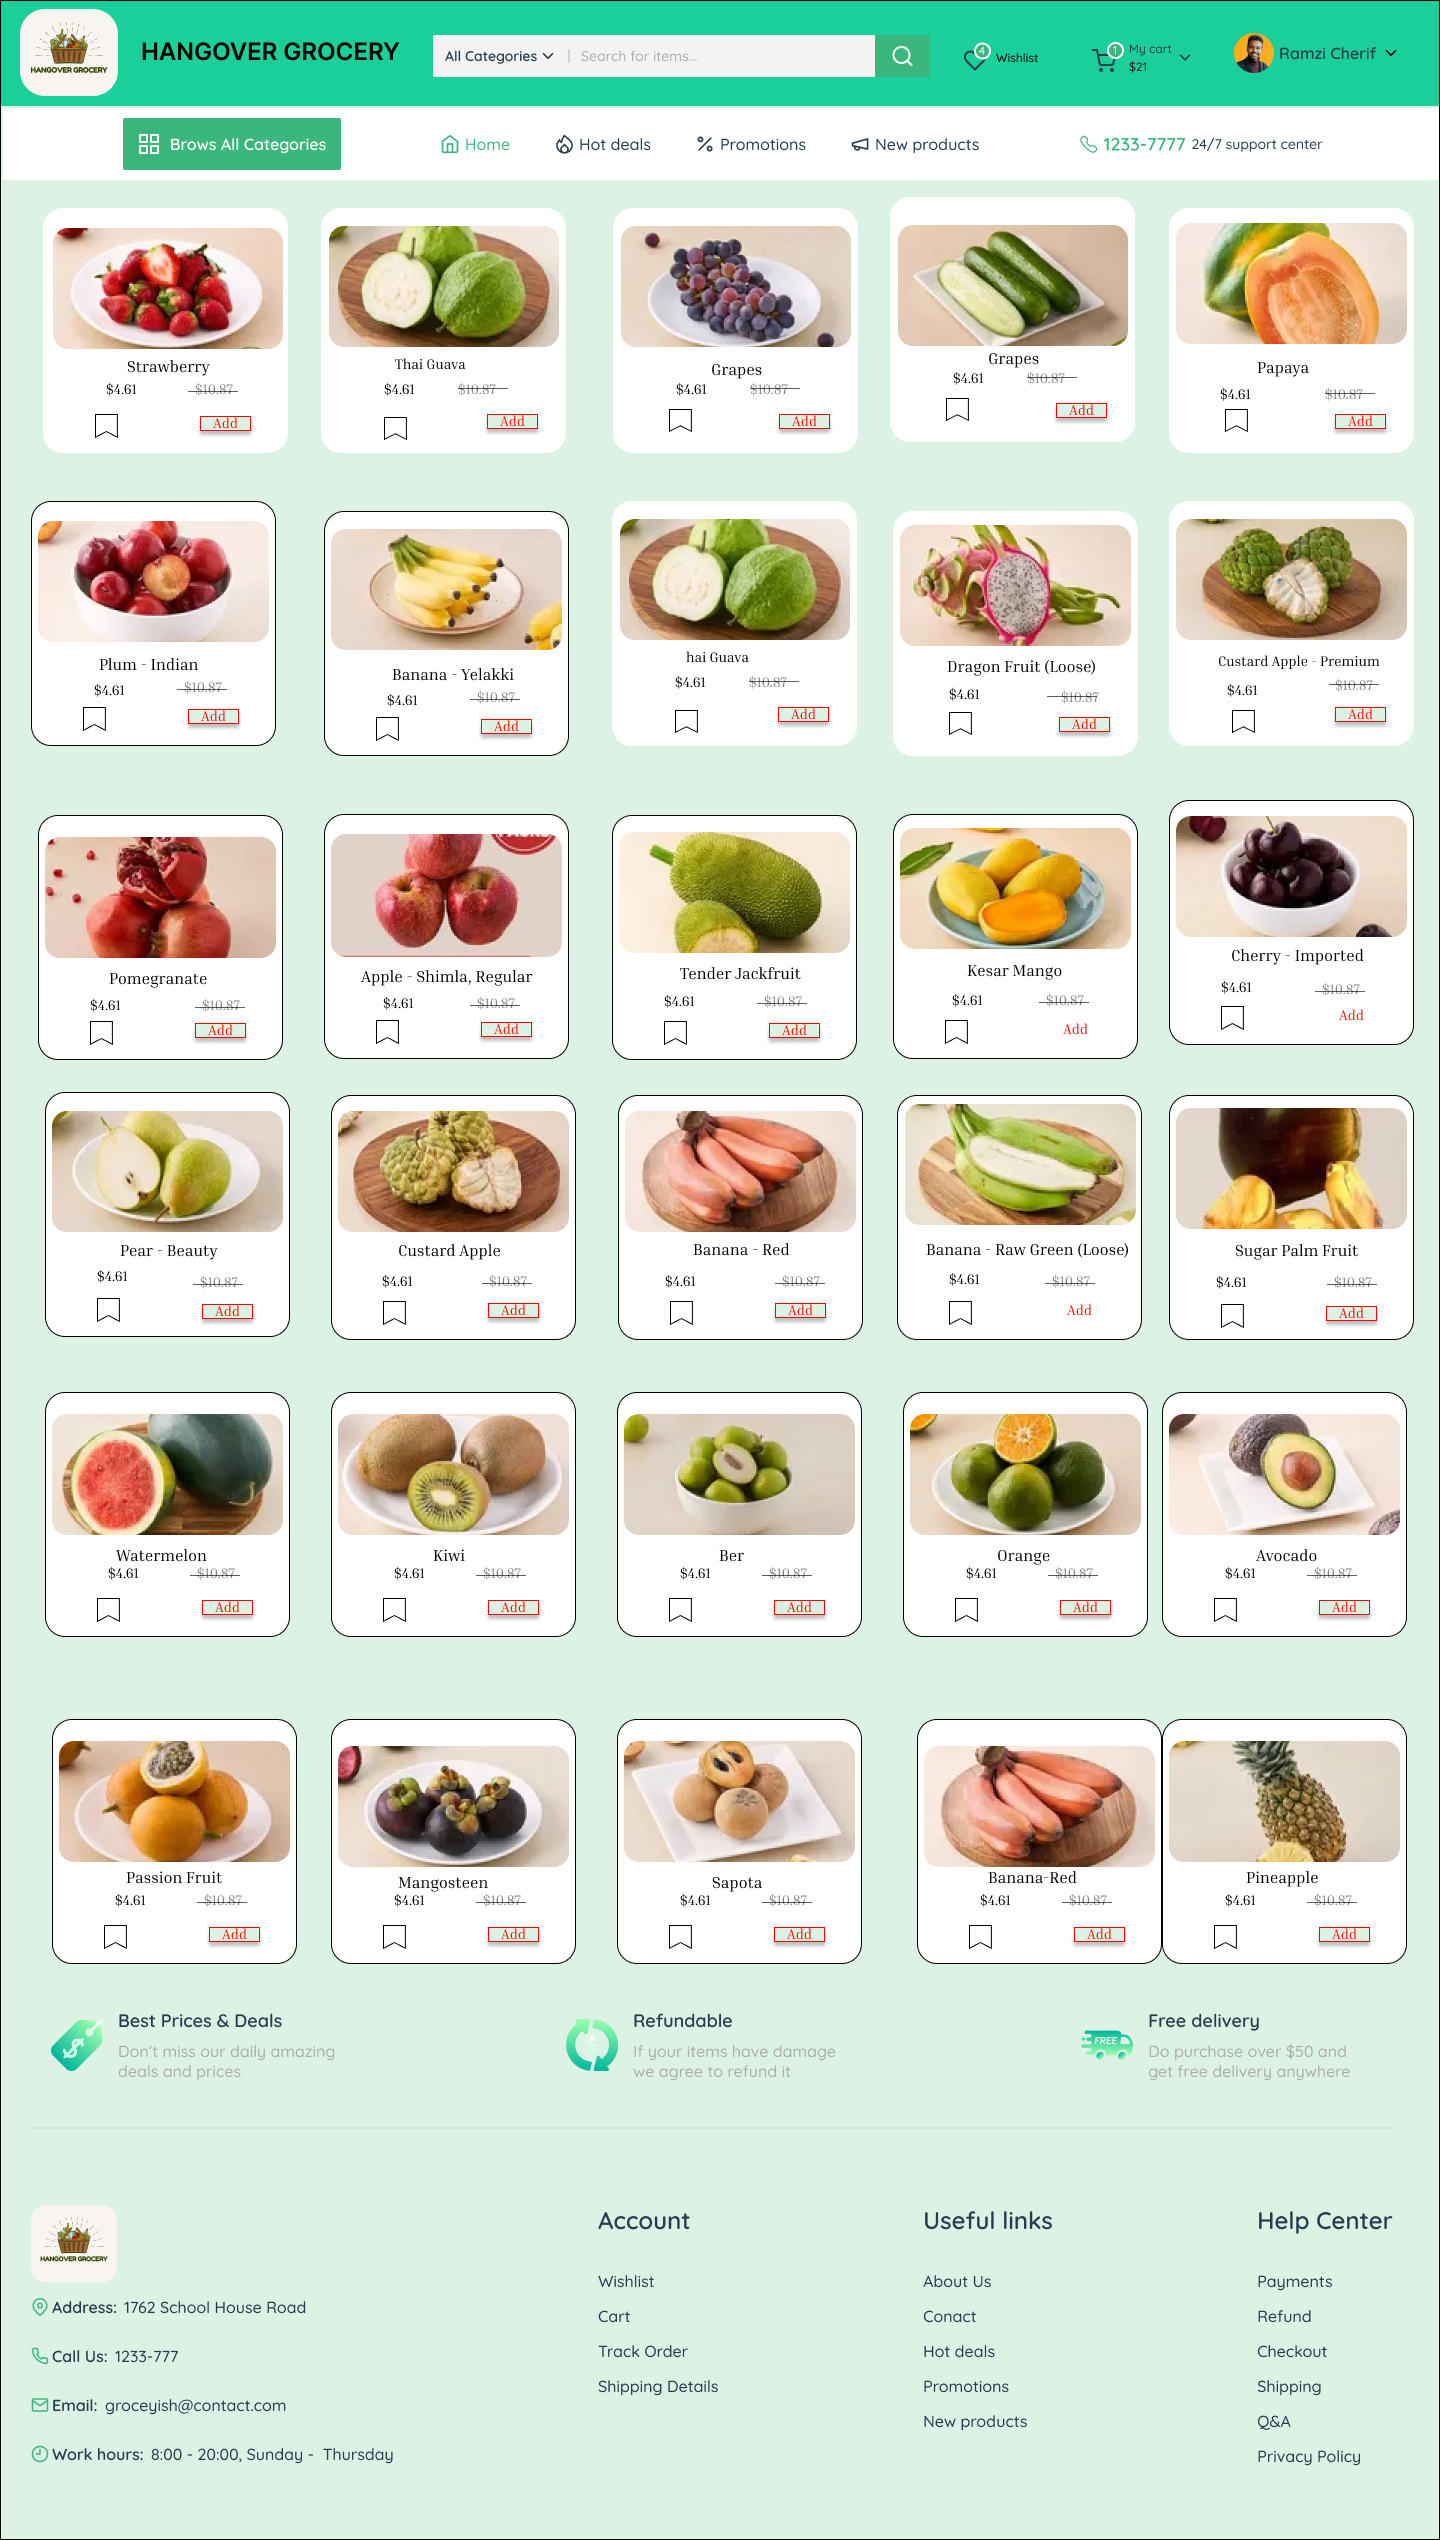 HANGOVER GROCERY
HANGOVER GROCERY
All Categories | Search for items...
4 Wishlist
1 My cart
$21
Ramzi Cherif
Brows All Categories
Home
Hot deals
Promotions
New products
1233-7777 24/7 support center
Strawberry
$4.61 $10.87
Add
Thai Guava
$4.61 $10.87
Add
Grapes
$4.61 $10.87
Add
Grapes
$4.61 $10.87
Add
Papaya
$4.61 $10.87
Add
Plum - Indian
$4.61 $10.87
Add
Banana - Yelakki
$4.61 $10.87
Add
hai Guava
$4.61 $10.87
Add
Dragon Fruit (Loose)
$4.61 $10.87
Add
Custard Apple - Premium
$4.61 $10.87
Add
Pomegranate
$4.61 $10.87
Add
Apple - Shimla, Regular
$4.61 $10.87
Add
Tender Jackfruit
$4.61 $10.87
Add
Kesar Mango
$4.61 $10.87
Add
Cherry - Imported
$4.61 $10.87
Add
Pear - Beauty
$4.61 $10.87
Add
Custard Apple
$4.61 $10.87
Add
Banana - Red
$4.61 $10.87
Add
Banana - Raw Green (Loose)
$4.61 $10.87
Add
Sugar Palm Fruit
$4.61 $10.87
Add
Watermelon
$4.61 $10.87
Add
Kiwi
$4.61 $10.87
Add
Ber
$4.61 $10.87
Add
Orange
$4.61 $10.87
Add
Avocado
$4.61 $10.87
Add
Passion Fruit
$4.61 $10.87
Add
Mangosteen
$4.61 $10.87
Add
Sapota
$4.61 $10.87
Add
Banana-Red
$4.61 $10.87
Add
Pineapple
$4.61 $10.87
Add
Best Prices & Deals
Don't miss our daily amazing
deals and prices
Refundable
If your items have damage
we agree to refund it
FREE
Free delivery
Do purchase over $50 and
get free delivery anywhere
HANGOVER GROCERY
Address: 1762 School House Road
Call Us: 1233-777
Email: groceyish@contact.com
Work hours: 8:00 - 20:00, Sunday - Thursday
Account
Wishlist
Cart
Track Order
Shipping Details
Useful links
About Us
Conact
Hot deals
Promotions
New products
Help Center
Payments
Refund
Checkout
Shipping
Q&A
Privacy Policy